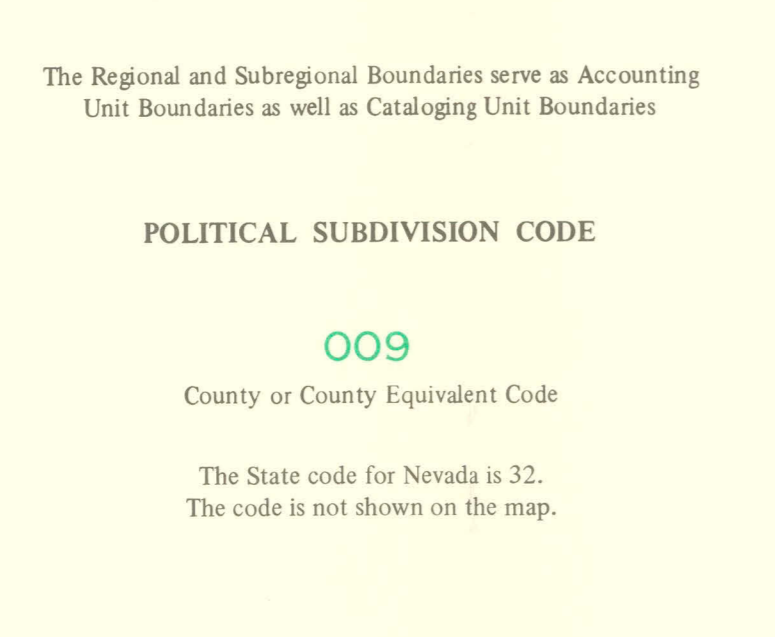 The Regional and Subregional Boundaries serve as Accounting
Unit Boundaries as well as Cataloging Unit Boundaries
POLITICAL SUBDIVISION CODE
009
County or County Equivalent Code
The State code for Nevada is 32.
The code is not shown on the map.